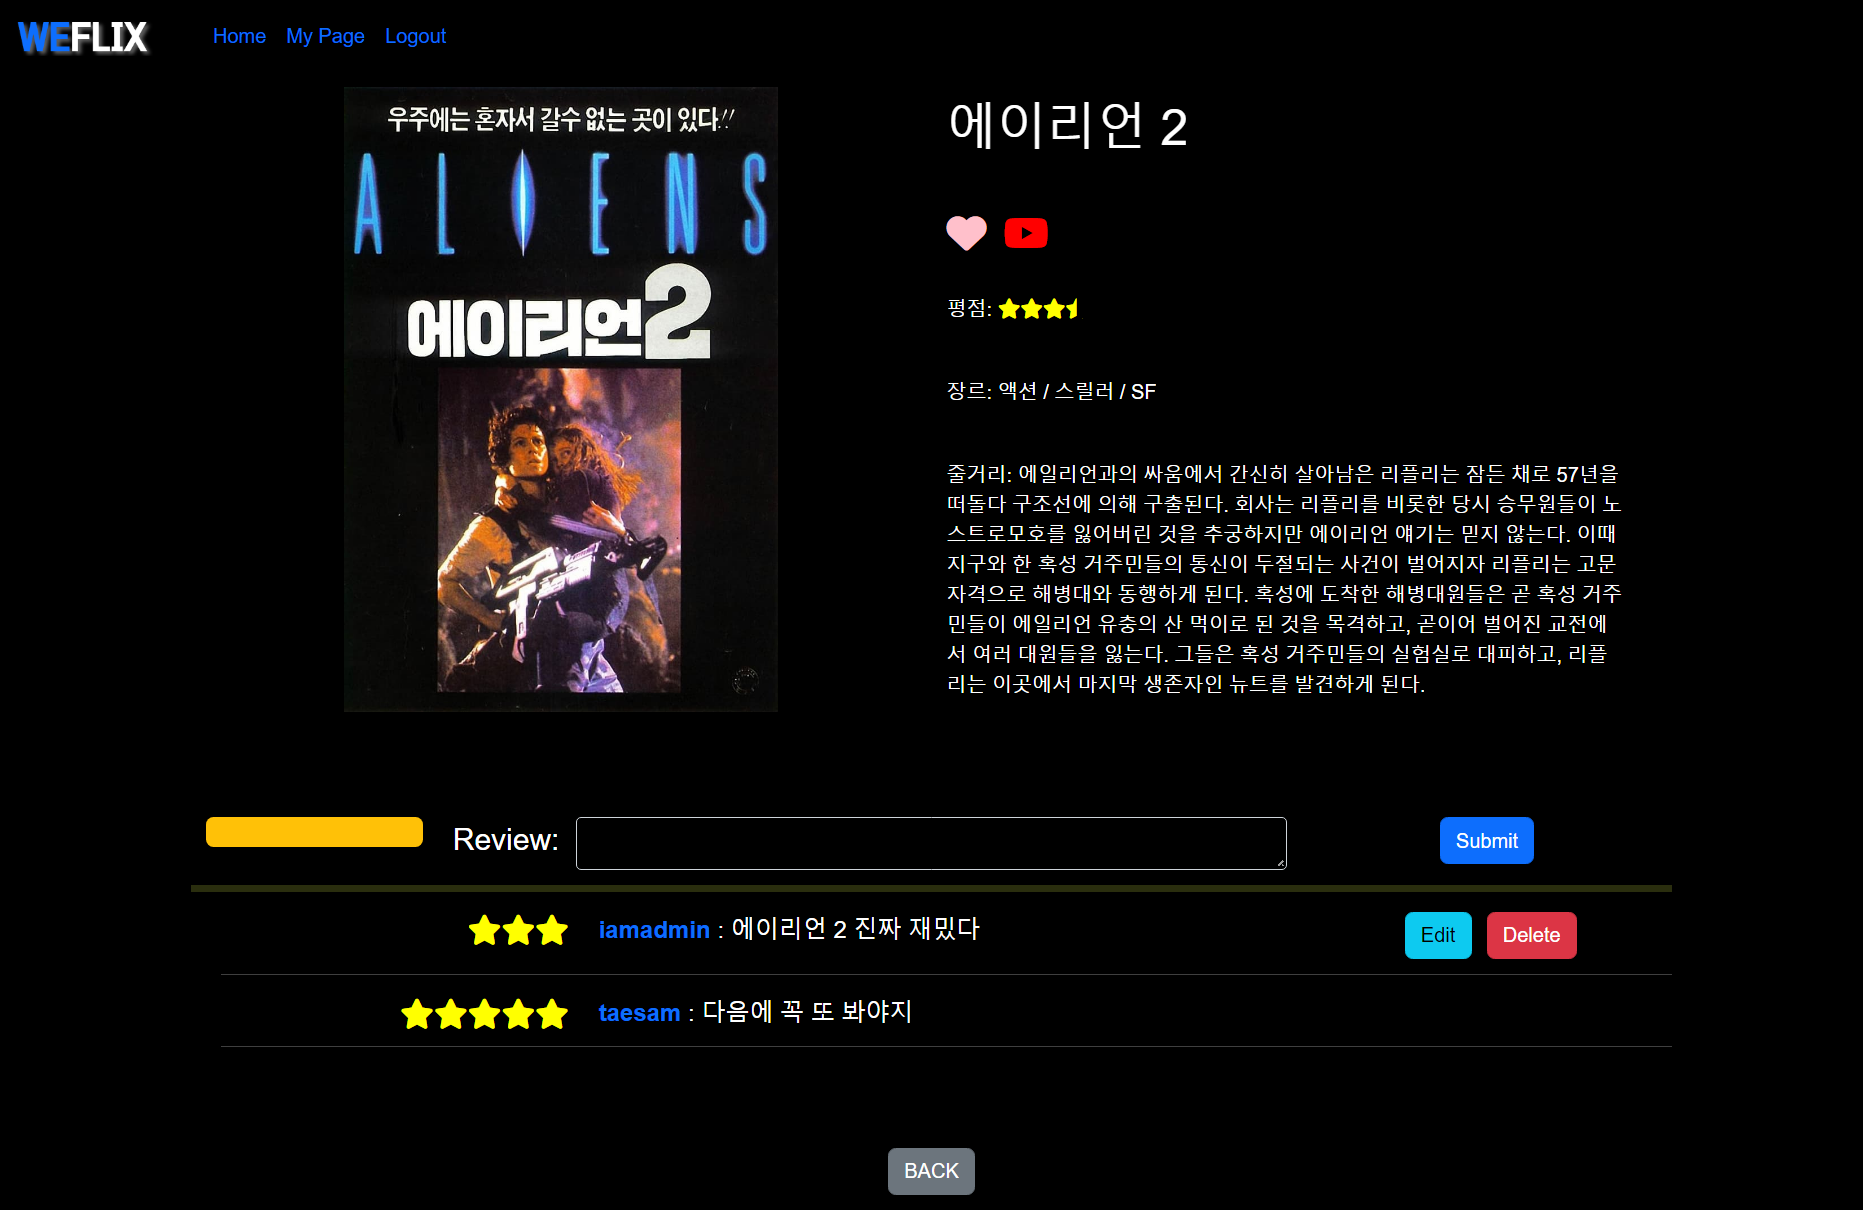 WEFLIX
Home My Page Logout
우주에는 혼자서 갈수 없는 곳이 있다!!
ALIENS
에이리언2
에이리언 2
평점:
장르: 액션 / 스릴러 / SF
줄거리: 에일리언과의 싸움에서 간신히 살아남은 리플리는 잠든 채로 57년을
떠돌다 구조선에 의해 구출된다. 회사는 리플리를 비롯한 당시 승무원들이 노
스트로모호를 잃어버린 것을 추궁하지만 에이리언 얘기는 믿지 않는다. 이때
지구와 한 혹성 거주민들의 통신이 두절되는 사건이 벌어지자 리플리는 고문
자격으로 해병대와 동행하게 된다. 혹성에 도착한 해병대원들은 곧 혹성 거주
민들이 에일리언 유충의 산 먹이로 된 것을 목격하고, 곧이어 벌어진 교전에
서 여러 대원들을 잃는다. 그들은 혹성 거주민들의 실험실로 대피하고, 리플
리는 이곳에서 마지막 생존자인 뉴트를 발견하게 된다.
Review:
Submit
iamadmin : 에이리언 2 진짜 재밌다
Edit Delete
taesam : 다음에 꼭 또 봐야지
BACK